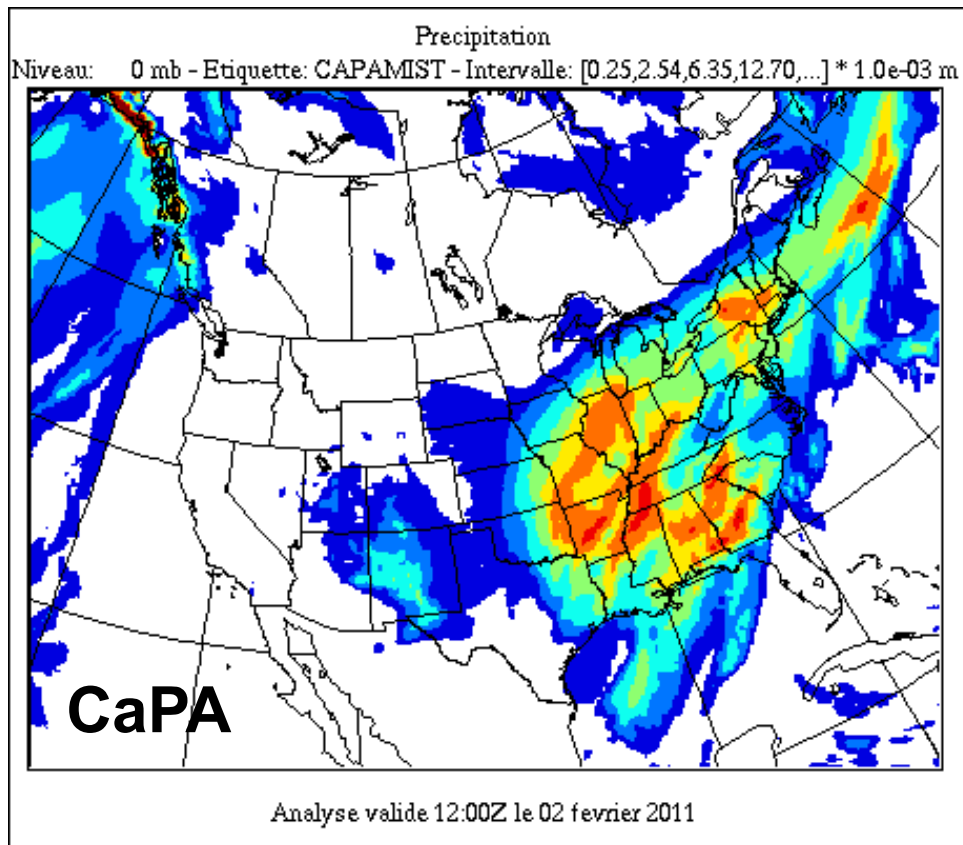 Precipitation
Niveau: 0 mb - Etiquette: CAPAMIST - Intervalle: [0.25,2.54,6.35,12.70,...] * 1.0e-03 m
CaPA
Analyse valide 12:00Z le 02 fevrier 2011